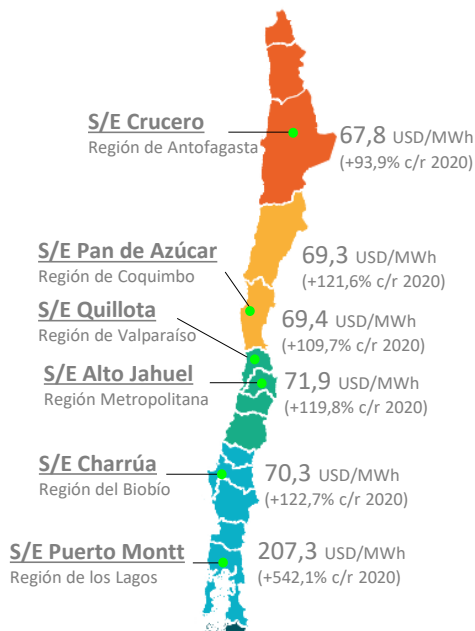 S/E Crucero
Región de Antofagasta
67,8 USD/MWh
(+93,9% c/r 2020)
S/E Pan de Azúcar
Región de Coquimbo
69,3 USD/MWh
(+121,6% c/r 2020)
S/E Quillota
Región de Valparaíso
69,4 USD/MWh
(+109,7% c/r 2020)
S/E Alto Jahuel
Región Metropolitana
71,9 USD/MWh
(+119,8% c/r 2020)
S/E Charrúa
Región del Biobío
70,3 USD/MWh
(+122,7% c/r 2020)
S/E Puerto Montt
Región de los Lagos
207,3 USD/MWh
(+542,1% c/r 2020)